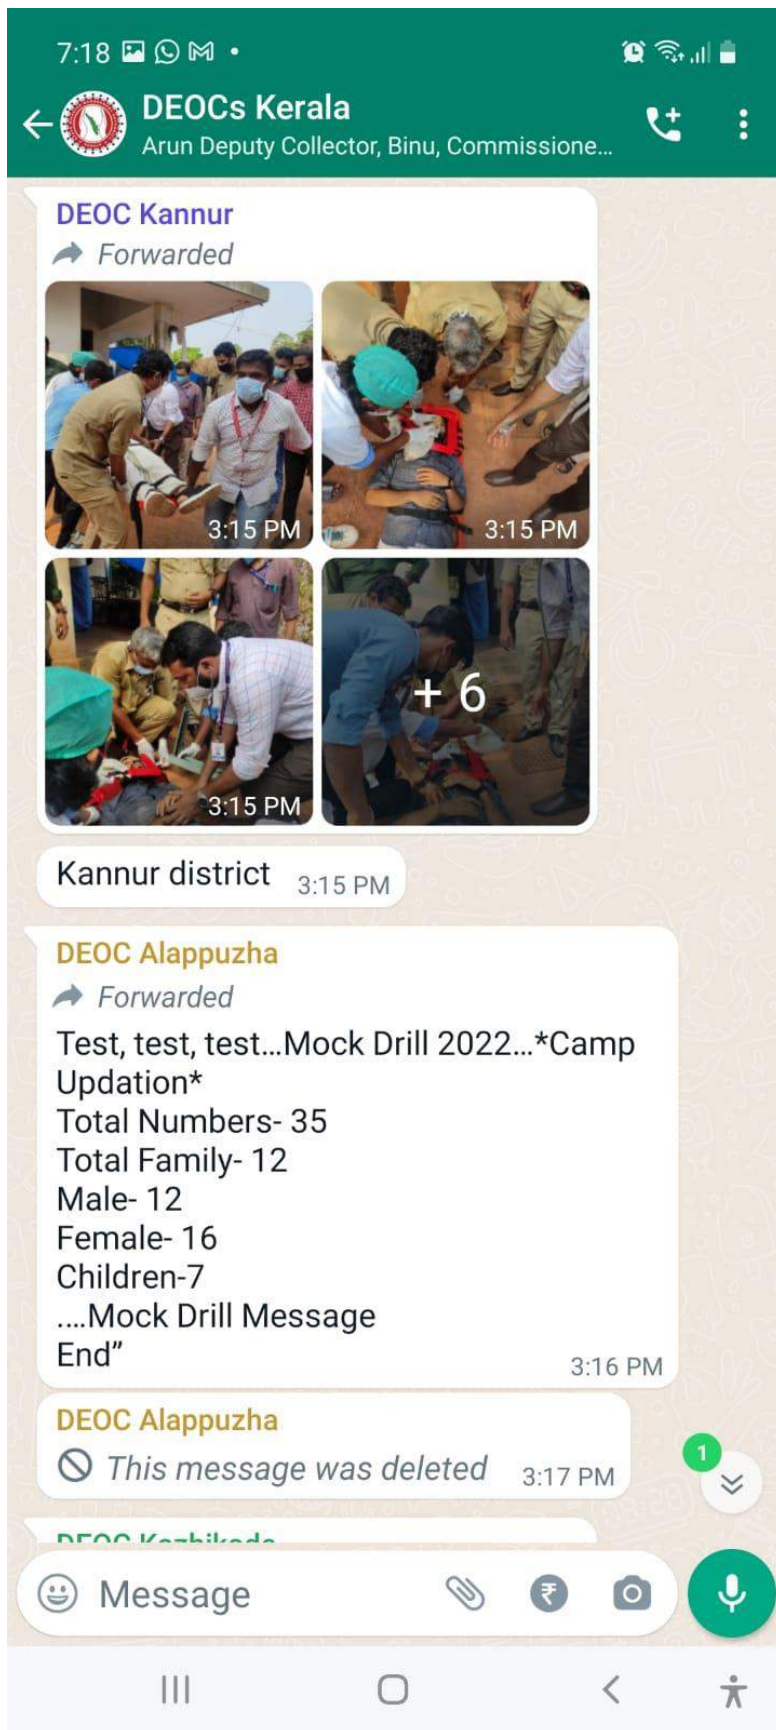 7:18
DEOCs Kerala
Arun Deputy Collector, Binu, Commissione...
DEOC Kannur
Forwarded
3:15 PM
3:15 PM
3:15 PM
+ 6
Kannur district 3:15 PM
DEOC Alappuzha
Forwarded
Test, test, test...Mock Drill 2022...*Camp
Updation*
Total Numbers- 35
Total Family- 12
Male- 12
Female- 16
Children-7
....Mock Drill Message
End”
3:16 PM
DEOC Alappuzha
This message was deleted 3:17 PM
1
DEOC Kozhikode
Message